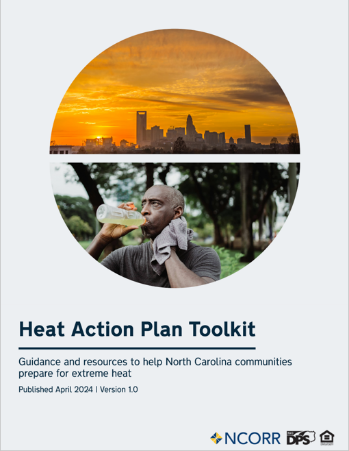 Heat Action Plan Toolkit
Guidance and resources to help North Carolina communities
prepare for extreme heat
Published April 2024 | Version 1.0
NCORR
DPS